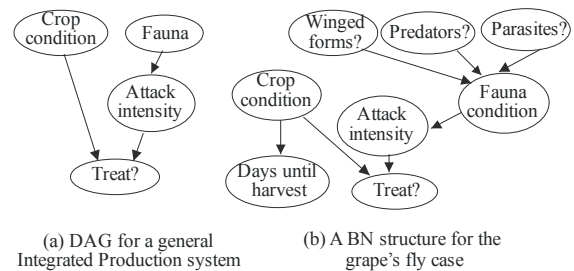 Crop
condition
Fauna
Attack
intensity
Treat?
(a) DAG for a general
Integrated Production system
Winged
forms?
Predators?
Parasites?
Fauna
condition
Crop
condition
Attack
intensity
Days until
harvest
Treat?
(b) A BN structure for the
grape's fly case